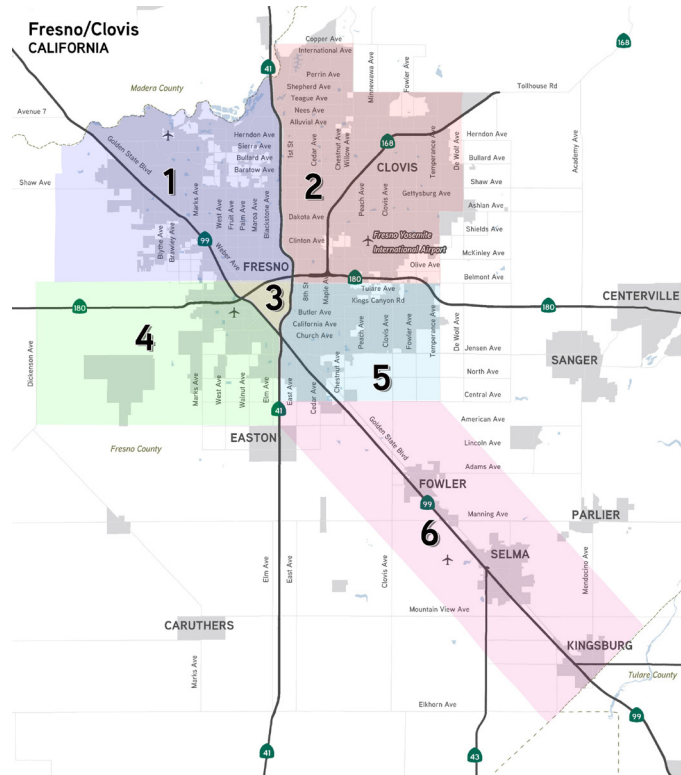 Fresno/Clovis
CALIFORNIA
168
41
Copper Ave
International Ave
Perrin Ave
Shepherd Ave
Teague Ave
Nees Ave
Alluvial Ave
Minnewawa Ave
Fowler Ave
Tollhouse Rd
Madera County
Avenue 7
Golden State Blvd
Herndon Ave
Sierra Ave
Bullard Ave
Barstow Ave
1st St
Cedar Ave
Chestnut Ave
Willow Ave
168
CLOVIS
Temperance Ave
De Wolf Ave
Herndon Ave
Bullard Ave
Academy Ave
Shaw Ave
1
2
Marks Ave
West Ave
Fruit Ave
Palm Ave
Maroa Ave
Blackstone Ave
Peach Ave
Clovis Ave
Gettysburg Ave
Shaw Ave
Ashlan Ave
Dakota Ave
Shields Ave
Blythe Ave
Brawley Ave
99
Weber Ave
Clinton Ave
Fresno Yosemite
International Airport
McKinley Ave
FRESNO
Olive Ave
Belmont Ave
180
3
8th St
Maple Ave
Tulare Ave
Kings Canyon Rd
180
180
CENTERVILLE
4
Butler Ave
California Ave
Church Ave
Peach Ave
Clovis Ave
Fowler Ave
Temperance Ave
De Wolf Ave
Jensen Ave
SANGER
Dickenson Ave
Marks Ave
West Ave
Walnut Ave
Elm Ave
East Ave
Cedar Ave
Chestnut Ave
5
North Ave
Central Ave
41
American Ave
EASTON
Golden State Blvd
Lincoln Ave
Fresno County
Adams Ave
FOWLER
99
Manning Ave
PARLIER
6
SELMA
Elm Ave
East Ave
Clovis Ave
Mendocino Ave
Mountain View Ave
CARUTHERS
KINGSBURG
Marks Ave
Tulare County
Elkhorn Ave
99
41
43